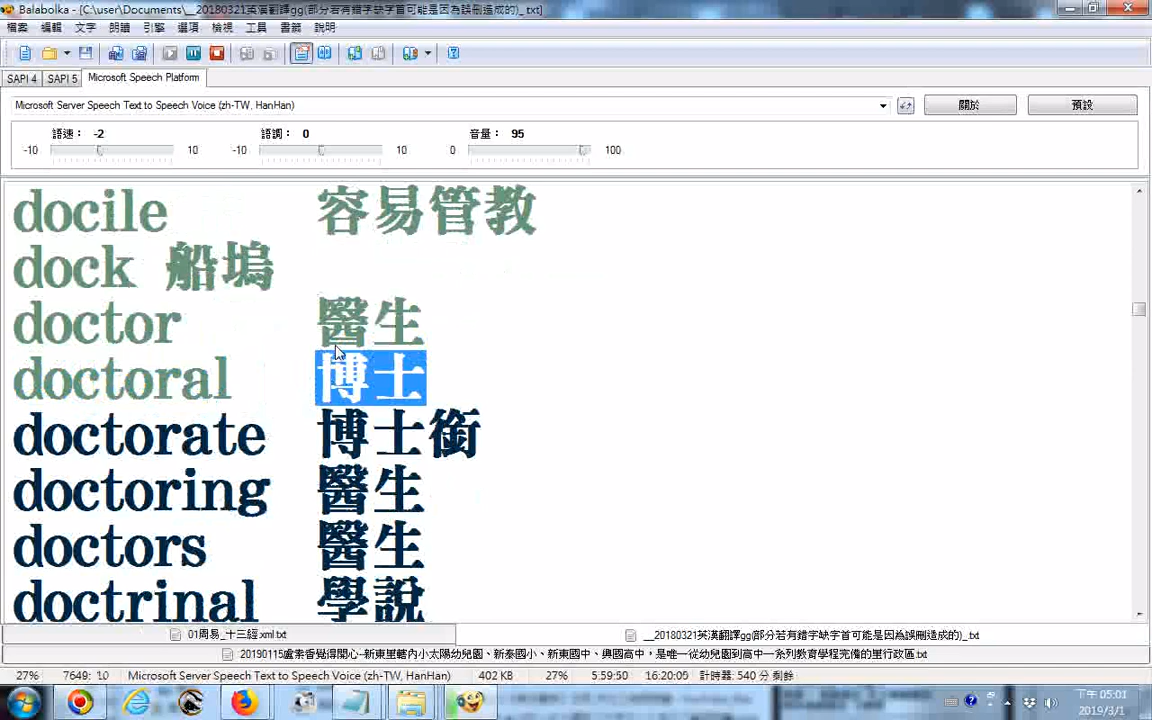 Balabolka - [C:\user\Documents\__20180321英漢翻譯gg(部分若有錯字缺字首可能是因為誤刪造成的)_.txt]
檔案 編輯 文字 朗讀 引擎 選項 檢視 工具 書籤 說明
SAPI 4 SAPI 5 Microsoft Speech Platform
Microsoft Server Speech Text to Speech Voice (zh-TW, HanHan) 關於 預設
語速： -2 語調： 0 音量： 95
-10 10 -10 10 0 100
docile 容易管教
dock 船塢
doctor 醫生
doctoral 博士
doctorate 博士銜
doctoring 醫生
doctors 醫生
doctrinal 學說
01周易_十三經.xml.txt __20180321英漢翻譯gg(部分若有錯字缺字首可能是因為誤刪造成的)_.txt
20190115盧素香覺得開心-新東里轄內小太陽幼兒園、新泰國小、新東國中、興國高中，是唯一從幼兒園到高中一系列教育學程完備的里行政區.txt
27% 7649: 10 Microsoft Server Speech Text to Speech Voice (zh-TW, HanHan) 402 KB 27% 5:59:50 16:20:05 計時器: 540 分 剩餘
下午 05:01
2019/3/1